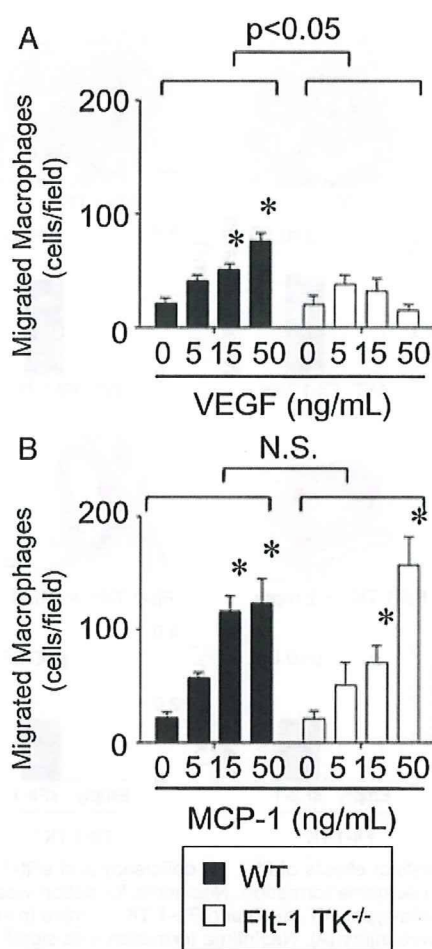 A
p<0.05
Migrated Macrophages
(cells/field)
200
100
0
* *
0 5 15 50 0 5 15 50
VEGF (ng/mL)
B
N.S.
Migrated Macrophages
(cells/field)
200
100
0
* * * *
0 5 15 50 0 5 15 50
MCP-1 (ng/mL)
WT
Flt-1 TK-/-